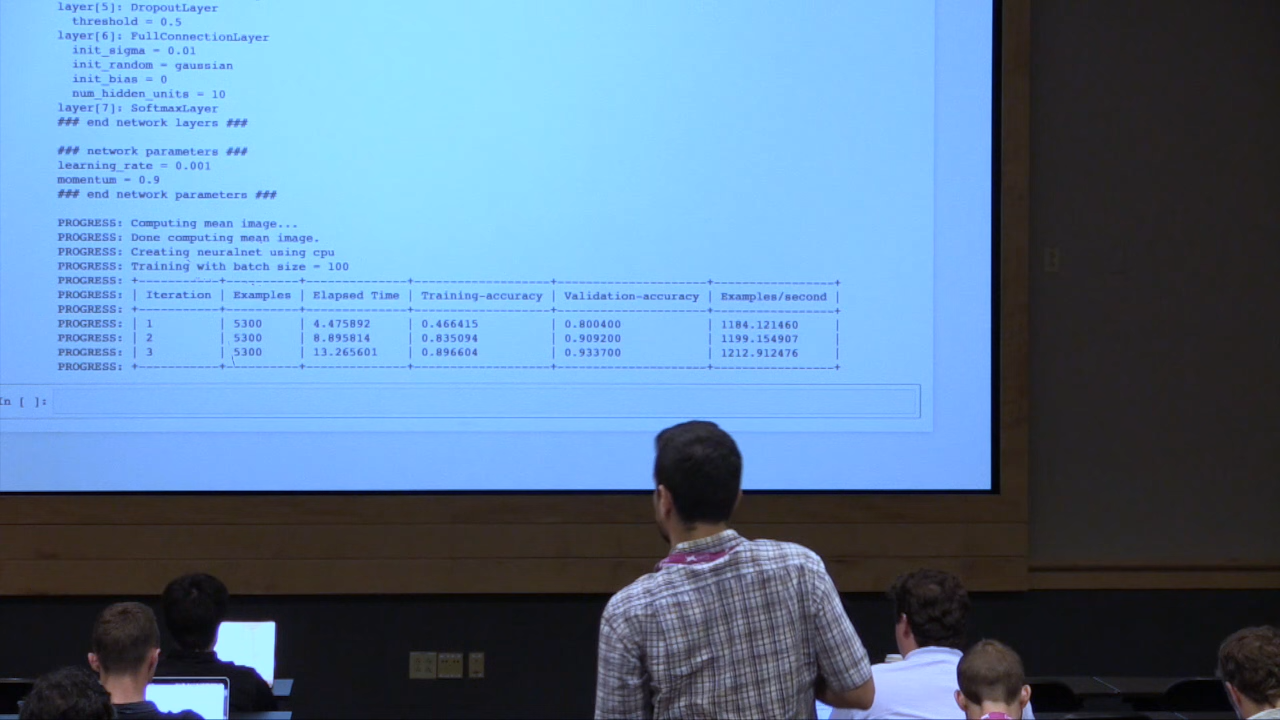 layer[5]: DropoutLayer
threshold = 0.5
layer[6]: FullConnectionLayer
init_sigma = 0.01
init_random = gaussian
init_bias = 0
num_hidden_units = 10
layer[7]: SoftmaxLayer
### end network layers ###
### network parameters ###
learning_rate = 0.001
momentum = 0.9
### end network parameters ###
PROGRESS: Computing mean image...
PROGRESS: Done computing mean image.
PROGRESS: Creating neuralnet using cpu
PROGRESS: Training with batch size = 100
PROGRESS: +-----------+----------+--------------+-------------------+---------------------+-----------------+
PROGRESS: | Iteration | Examples | Elapsed Time | Training-accuracy | Validation-accuracy | Examples/second |
PROGRESS: +-----------+----------+--------------+-------------------+---------------------+-----------------+
PROGRESS: | 1 | 5300 | 4.475892 | 0.466415 | 0.800400 | 1184.121460 |
PROGRESS: | 2 | 5300 | 8.895814 | 0.835094 | 0.909200 | 1199.154907 |
PROGRESS: | 3 | 5300 | 13.265601 | 0.896604 | 0.933700 | 1212.912476 |
PROGRESS: +-----------+----------+--------------+-------------------+---------------------+-----------------+
In [ ]: